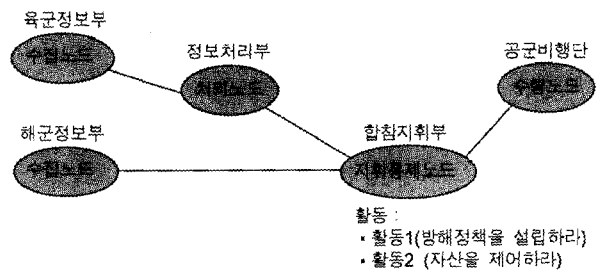 육군정보부
수집노드
정보처리부
처리노드
공군비행단
수행노드
해군정보부
수집노드
합참지휘부
지휘통제노드
활동 :
▪ 활동1(방해정책을 설립하라)
▪ 활동2 (자산을 제어하라)